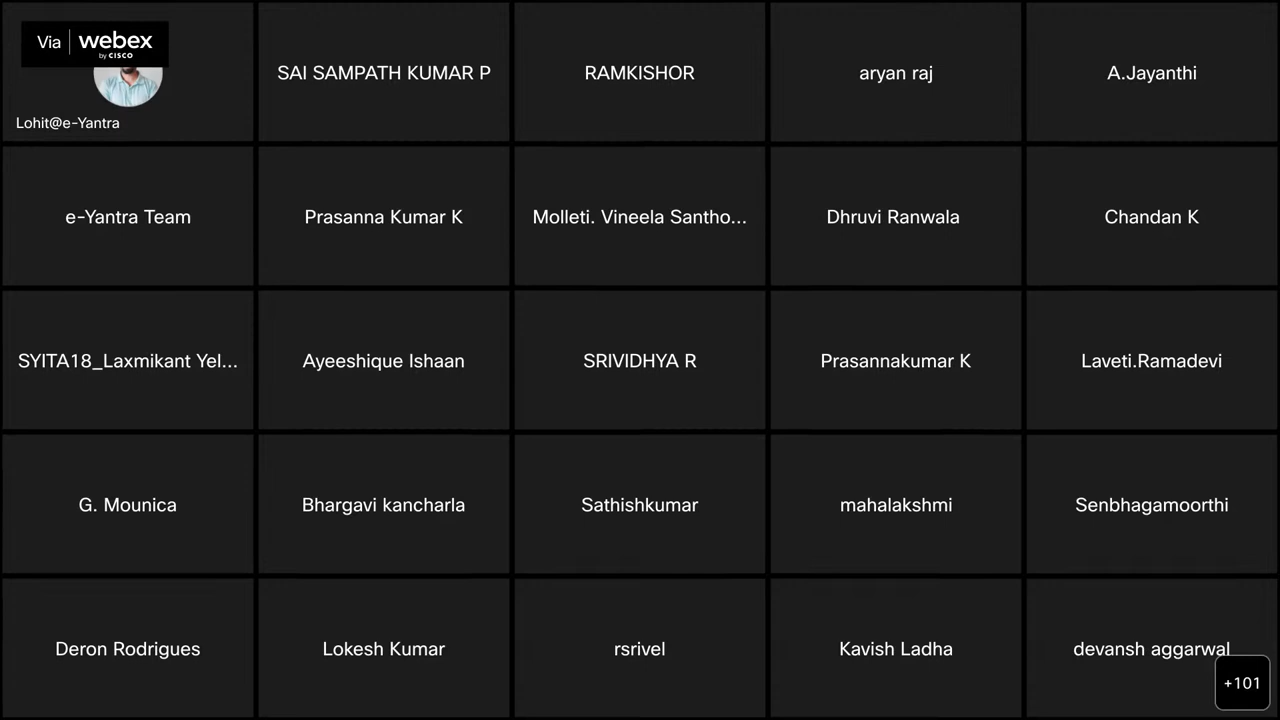 Via webex
by CISCO
Lohit@e-Yantra
SAI SAMPATH KUMAR P
RAMKISHOR
aryan raj
A.Jayanthi
e-Yantra Team
Prasanna Kumar K
Molleti. Vineela Santho...
Dhruvi Ranwala
Chandan K
SYITA18_Laxmikant Yel...
Ayeeshique Ishaan
SRIVIDHYA R
Prasannakumar K
Laveti.Ramadevi
G. Mounica
Bhargavi kancharla
Sathishkumar
mahalakshmi
Senbhagamoorthi
Deron Rodrigues
Lokesh Kumar
rsrivel
Kavish Ladha
devansh aggarwal
+101